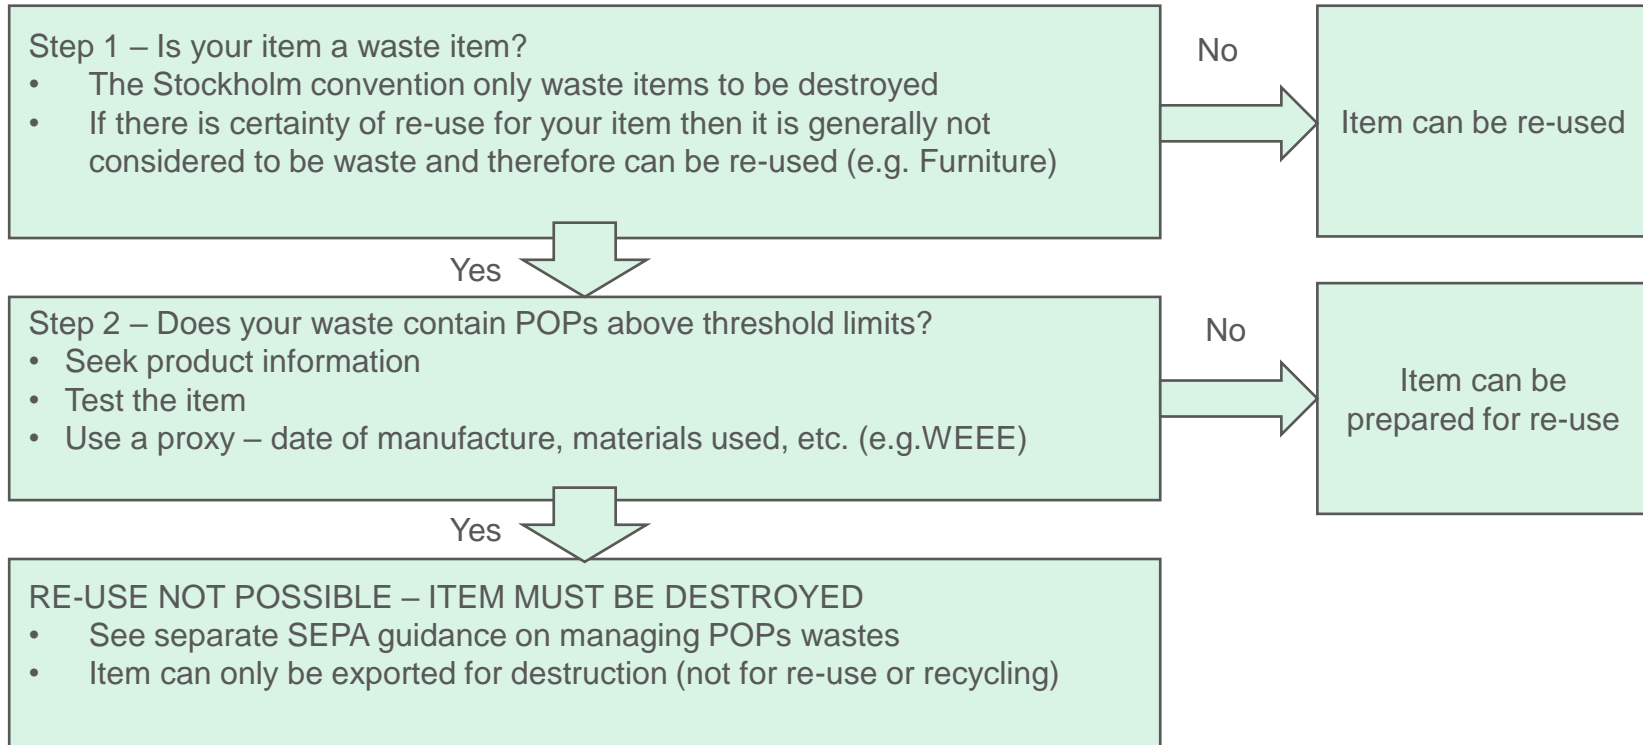 Step 1 – Is your item a waste item?
• The Stockholm convention only waste items to be destroyed
• If there is certainty of re-use for your item then it is generally not
considered to be waste and therefore can be re-used (e.g. Furniture)
No
Item can be re-used
Yes
Step 2 – Does your waste contain POPs above threshold limits?
• Seek product information
• Test the item
• Use a proxy – date of manufacture, materials used, etc. (e.g.WEEE)
No
Item can be
prepared for re-use
Yes
RE-USE NOT POSSIBLE – ITEM MUST BE DESTROYED
• See separate SEPA guidance on managing POPs wastes
• Item can only be exported for destruction (not for re-use or recycling)